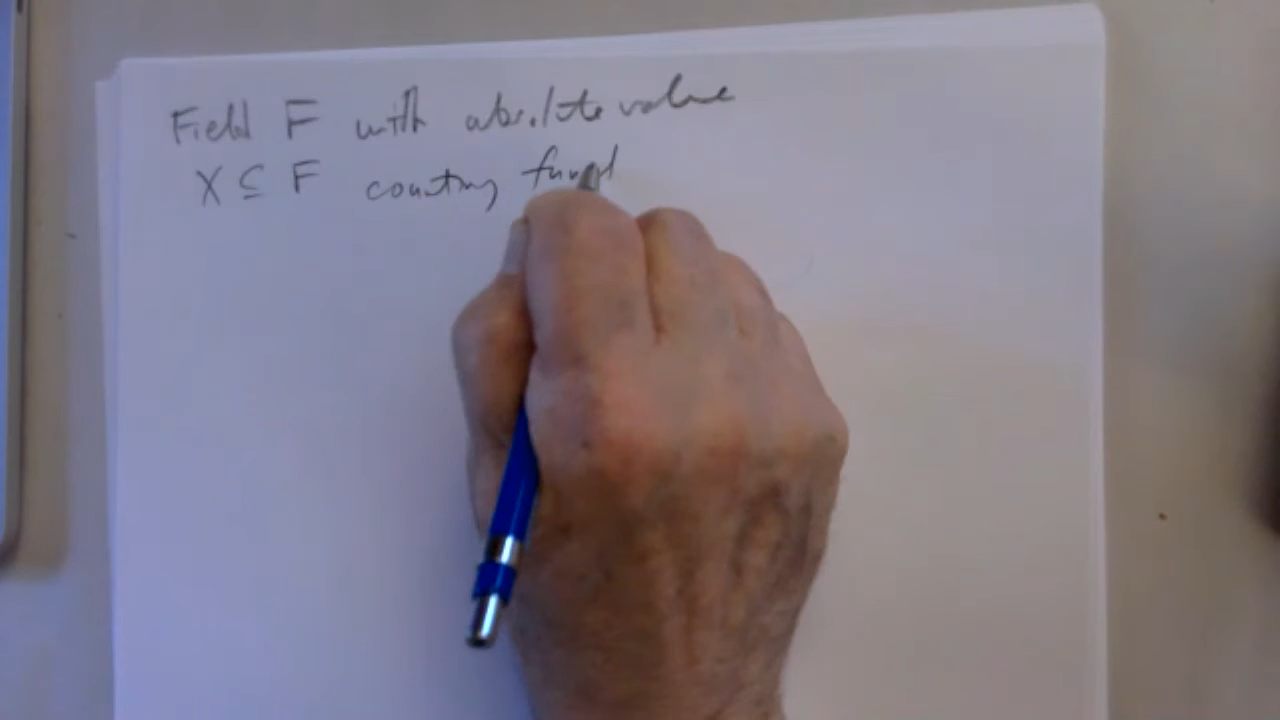 Field F with absolute value
X ⊆ F counting